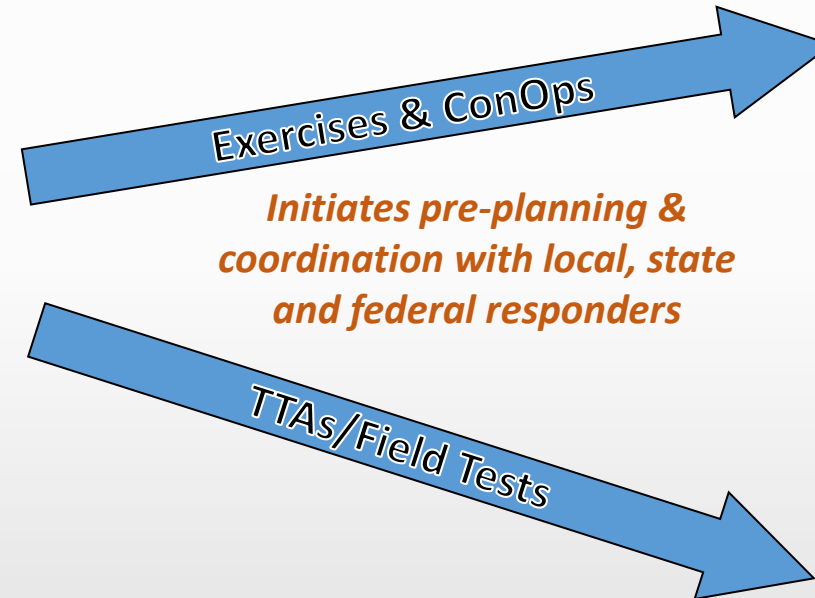 Exercises & ConOps
Initiates pre-planning &
coordination with local, state
and federal responders
TTAs/Field Tests